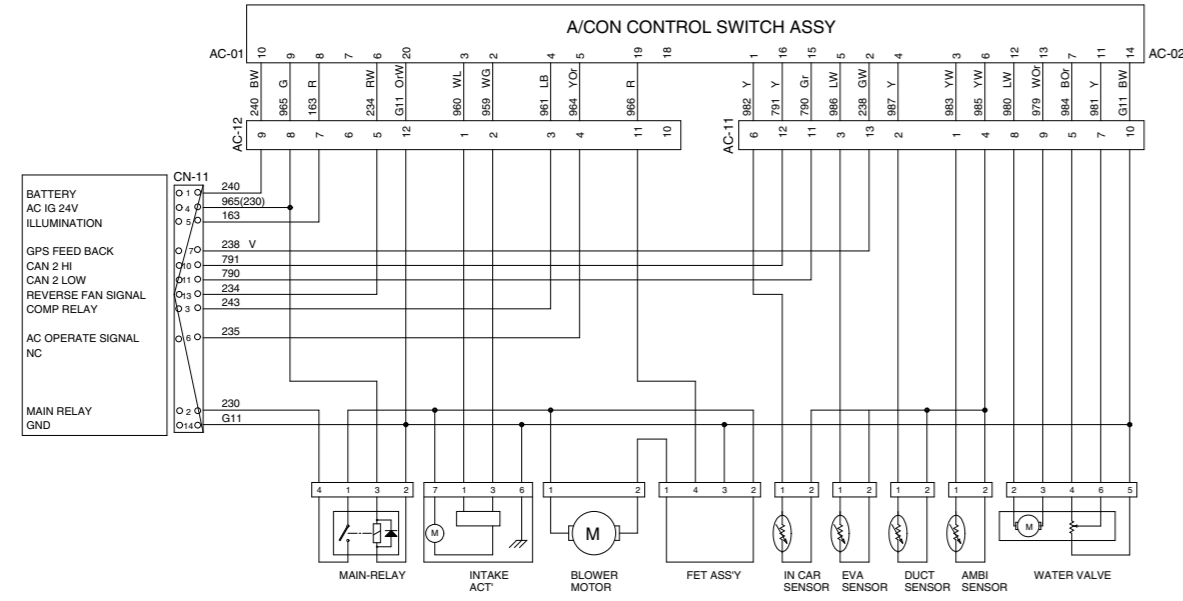 A/CON CONTROL SWITCH ASSY
AC-01 10 9 8 7 6 20 3 2 4 5 19 18 1 16 15 5 2 4 3 6 12 13 7 11 14 AC-02
240 BW 965 G 163 R 234 RW G11 OrW 960 WL 959 WG 961 LB 964 YOr 966 R 982 Y 791 Y 790 Gr 986 LW 238 GW 987 Y 983 YW 985 YW 980 LW 979 WOr 984 BOr 981 Y G11 BW
AC-12 9 8 7 6 5 12 1 2 3 4 11 10 AC-11 6 12 11 3 13 2 1 4 8 9 5 7 10
CN-11
BATTERY 1 240
AC IG 24V 4 965(230)
ILLUMINATION 5 163
GPS FEED BACK 7 238 V
CAN 2 HI 10 791
CAN 2 LOW 11 790
REVERSE FAN SIGNAL 13 234
COMP RELAY 3 243
AC OPERATE SIGNAL 6 235
NC
MAIN RELAY 2 230
GND 14 G11
4 1 3 2 7 1 3 6 1 2 1 4 3 2 1 2 1 2 1 2 1 2 2 3 4 6 5
M M M
MAIN-RELAY
INTAKE
ACT'
BLOWER
MOTOR
FET ASS'Y
IN CAR
SENSOR
EVA
SENSOR
DUCT
SENSOR
AMBI
SENSOR
WATER VALVE